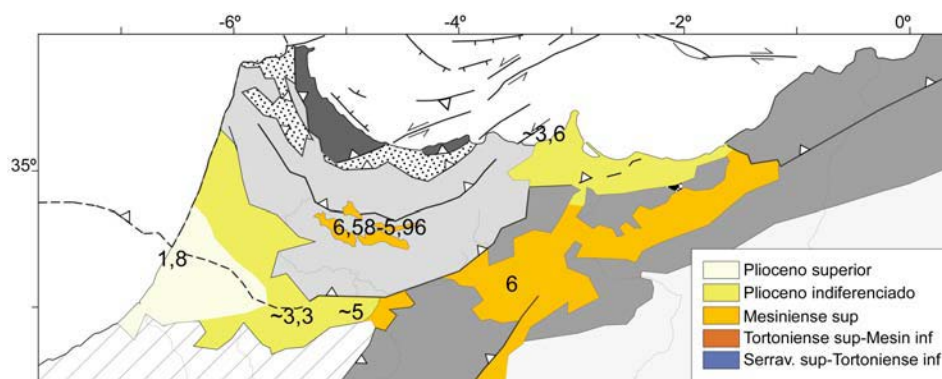 -6º -4º -2º 0º
~3,6
35º
6,58-5,96
1,8
6
~3,3 ~5
Plioceno superior
Plioceno indiferenciado
Mesiniense sup
Tortoniense sup-Mesin inf
Serrav. sup-Tortoniense inf